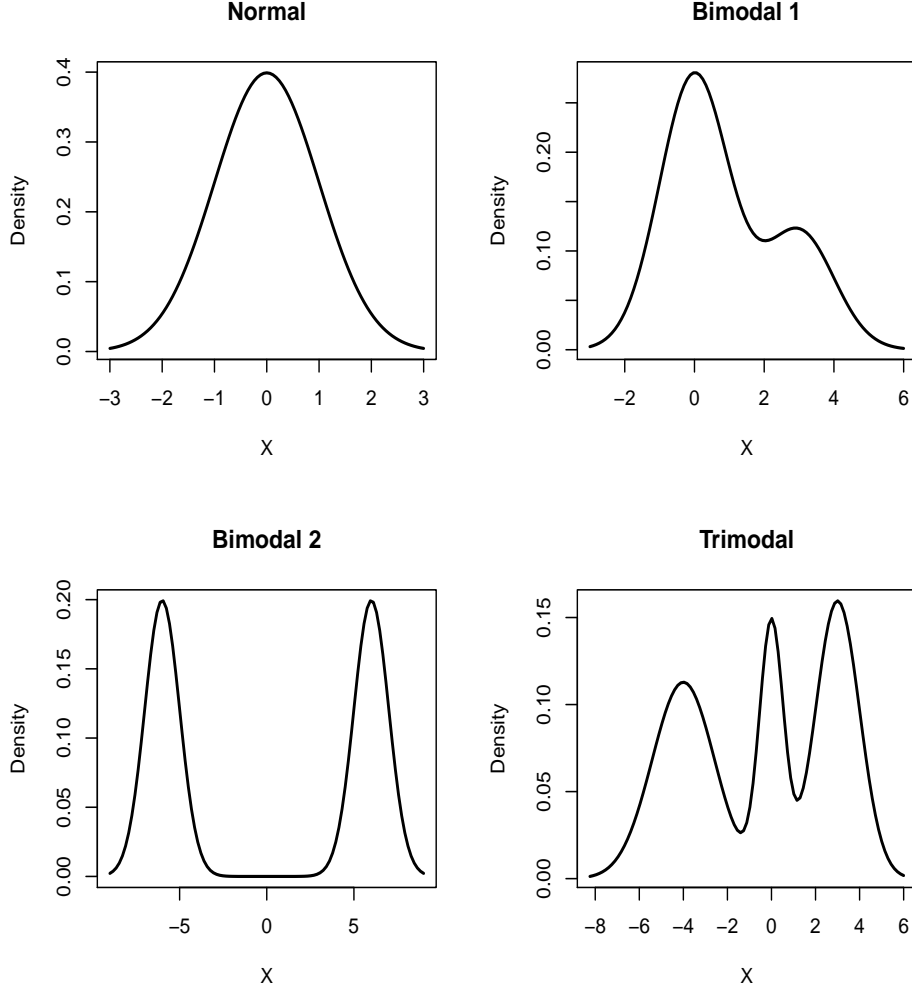 Normal
Density
0.0 0.1 0.2 0.3 0.4
−3 −2 −1 0 1 2 3
X
Bimodal 1
Density
0.00 0.10 0.20
−2 0 2 4 6
X
Bimodal 2
Density
0.00 0.05 0.10 0.15 0.20
−5 0 5
X
Trimodal
Density
0.00 0.05 0.10 0.15
−8 −6 −4 −2 0 2 4 6
X